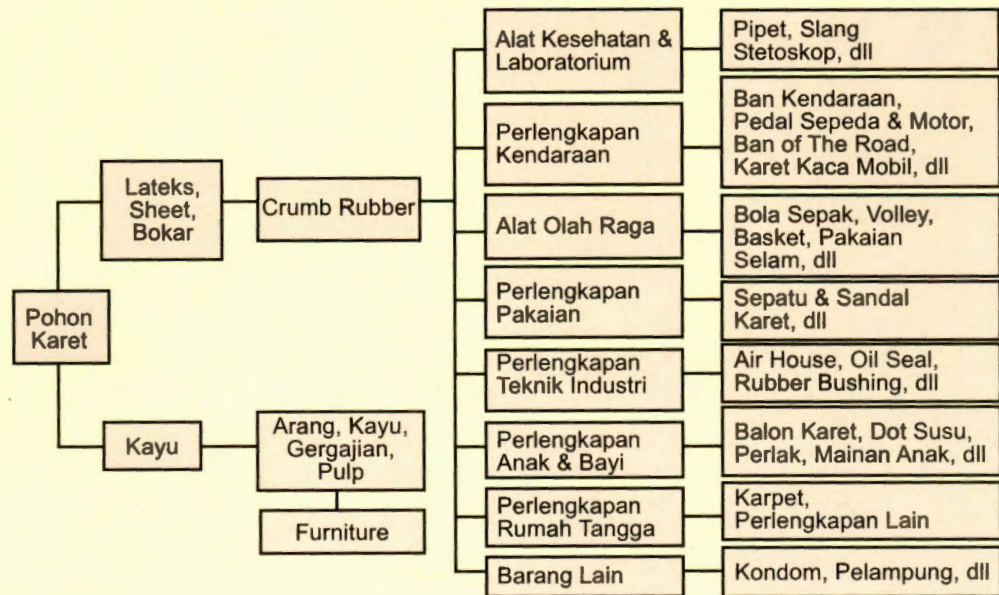 Pohon
Karet
Lateks,
Sheet,
Bokar
Crumb Rubber
Alat Kesehatan &
Laboratorium
Pipet, Slang
Stetoskop, dll
Perlengkapan
Kendaraan
Ban Kendaraan,
Pedal Sepeda & Motor,
Ban of The Road,
Karet Kaca Mobil, dll
Alat Olah Raga
Bola Sepak, Volley,
Basket, Pakaian
Selam, dll
Perlengkapan
Pakaian
Sepatu & Sandal
Karet, dll
Perlengkapan
Teknik Industri
Air House, Oil Seal,
Rubber Bushing, dll
Perlengkapan
Anak & Bayi
Balon Karet, Dot Susu,
Perlak, Mainan Anak, dll
Perlengkapan
Rumah Tangga
Karpet,
Perlengkapan Lain
Barang Lain
Kondom, Pelampung, dll
Kayu
Arang, Kayu,
Gergajian,
Pulp
Furniture